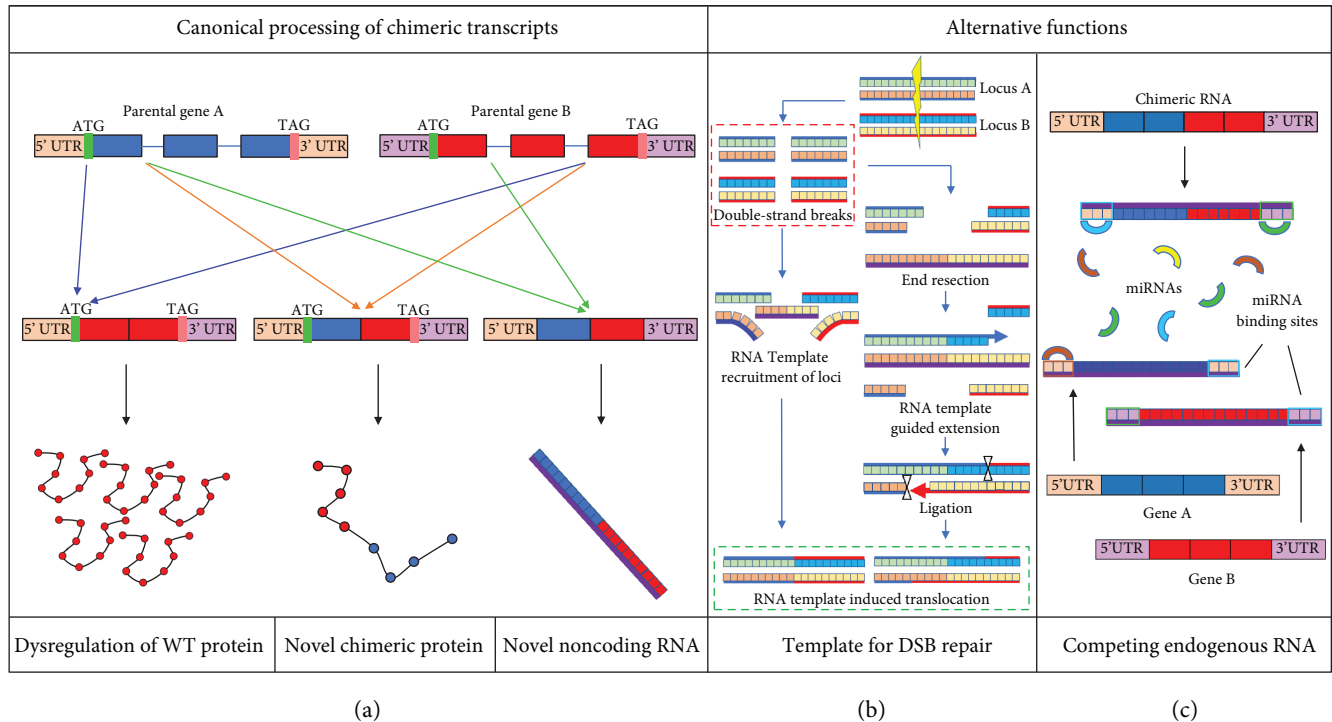 Canonical processing of chimeric transcripts
Alternative functions
Parental gene A
ATG
TAG
5' UTR
3' UTR
Parental gene B
ATG
TAG
5' UTR
3' UTR
ATG
TAG
5' UTR
3' UTR
ATG
TAG
5' UTR
3' UTR
5' UTR
3' UTR
Dysregulation of WT protein
Novel chimeric protein
Novel noncoding RNA
(a)
Locus A
Locus B
Double-strand breaks
End resection
RNA Template
recruitment of loci
RNA template
guided extension
Ligation
RNA template induced translocation
Template for DSB repair
(b)
Chimeric RNA
5' UTR
3' UTR
miRNAs
miRNA
binding sites
5'UTR
3'UTR
Gene A
5'UTR
3'UTR
Gene B
Competing endogenous RNA
(c)